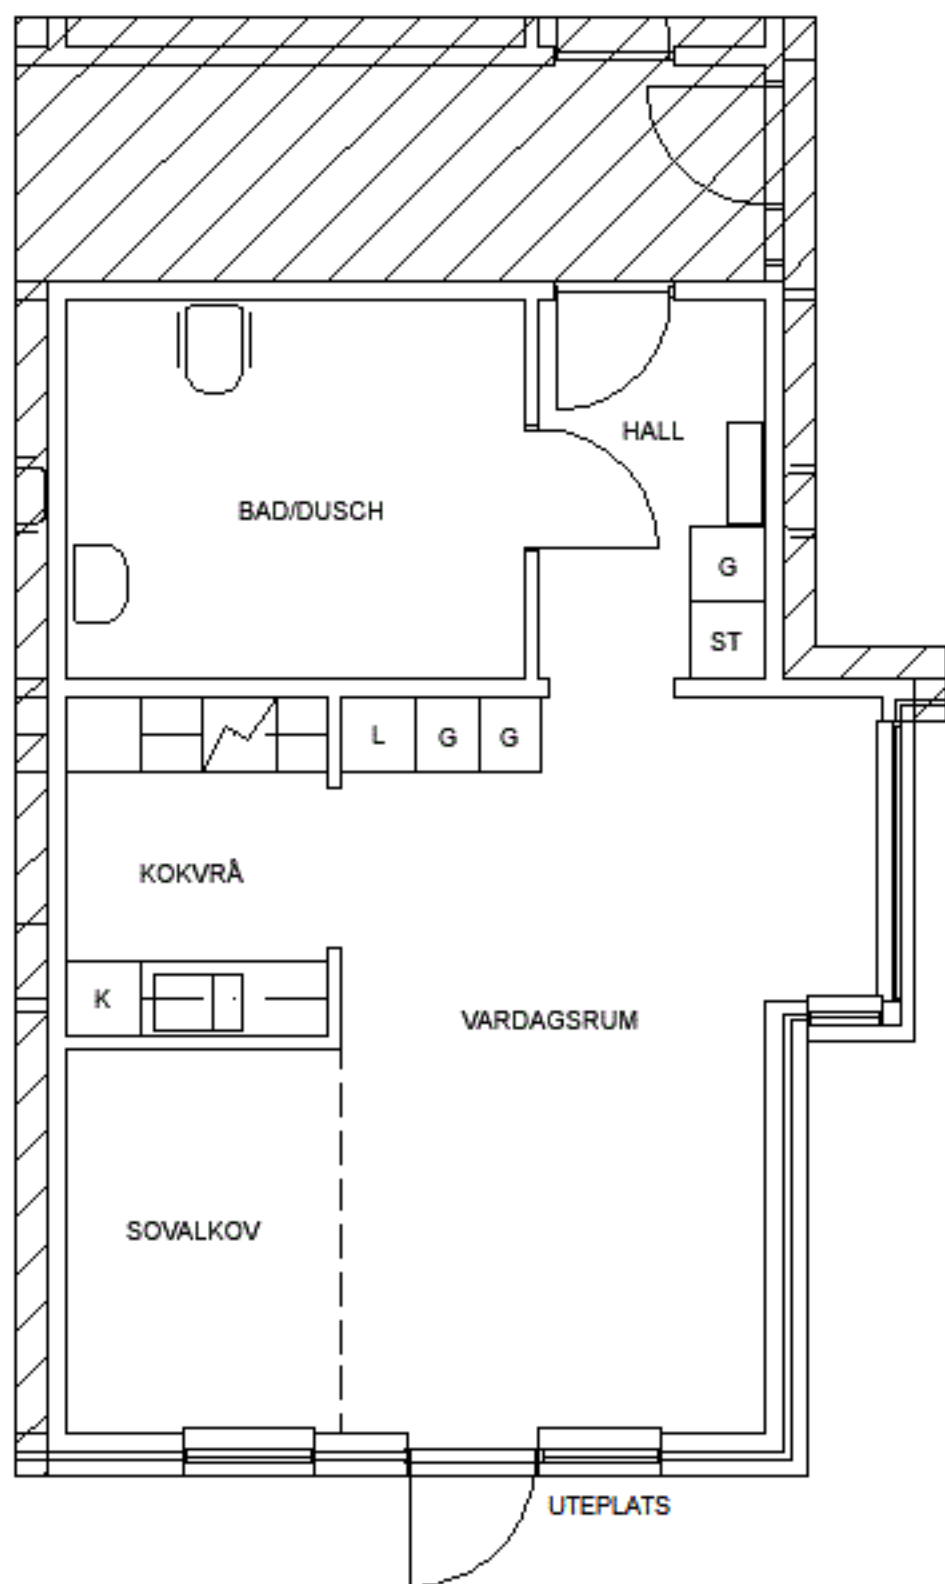 HALL
BAD/DUSCH
G
ST
L G G
KOKVRÅ
K
VARDAGSRUM
SOVALKOV
UTEPLATS